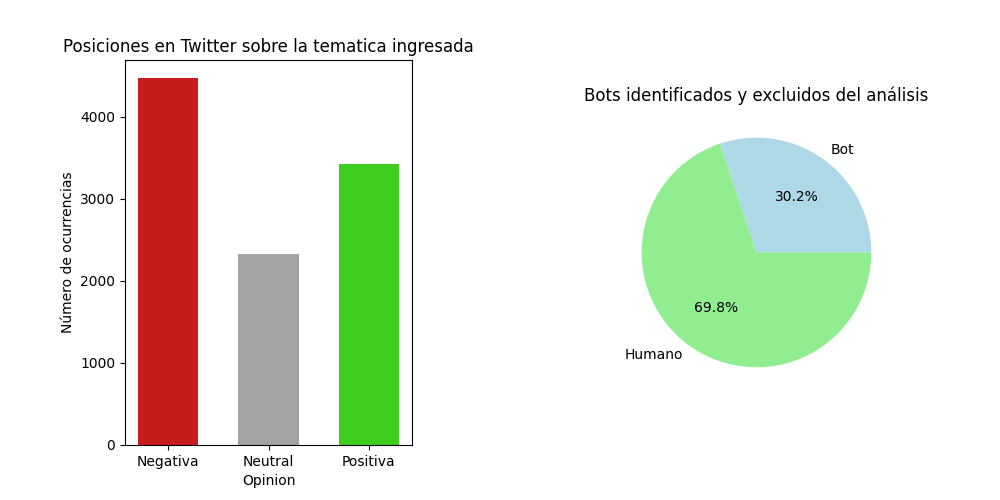 Posiciones en Twitter sobre la tematica ingresada
Número de ocurrencias
4000
3000
2000
1000
0
Negativa
Neutral
Positiva
Opinion
Bots identificados y excluidos del análisis
Bot
30.2%
69.8%
Humano